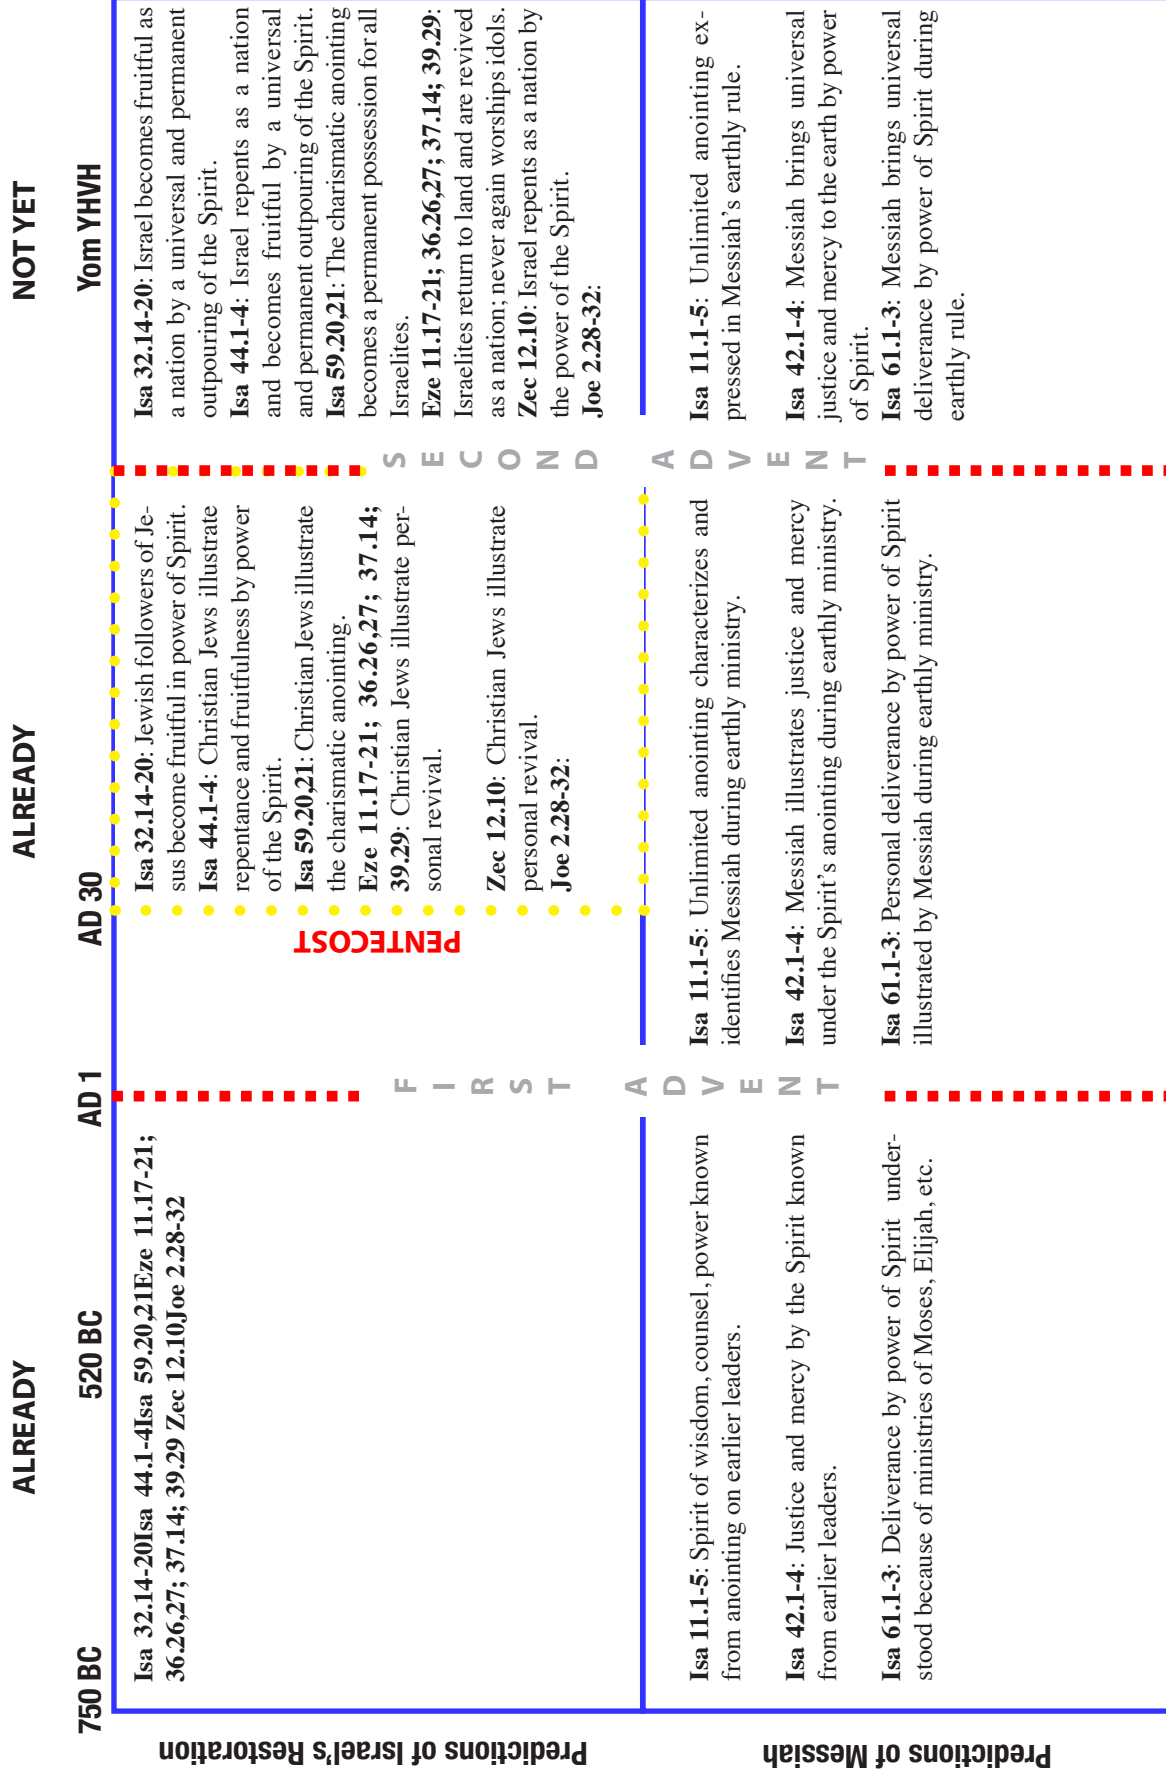 ALREADY
ALREADY
NOT YET
750 BC
520 BC
AD 1
AD 30
Yom YHVH
Predictions of Israel's Restoration
Isa 32.14-20Isa 44.1-4Isa 59.20,21Eze 11.17-21;
36.26,27; 37.14; 39.29 Zec 12.10Joe 2.28-32
FIRST ADVENT
PENTECOST
Isa 32.14-20: Jewish followers of Je-
sus become fruitful in power of Spirit.
Isa 44.1-4: Christian Jews illustrate
repentance and fruitfulness by power
of the Spirit.
Isa 59.20,21: Christian Jews illustrate
the charismatic anointing.
Eze 11.17-21; 36.26,27; 37.14;
39.29: Christian Jews illustrate per-
sonal revival.
Zec 12.10: Christian Jews illustrate
personal revival.
Joe 2.28-32:
SECOND ADVENT
Isa 32.14-20: Israel becomes fruitful as
a nation by a universal and permanent
outpouring of the Spirit.
Isa 44.1-4: Israel repents as a nation
and becomes fruitful by a universal
and permanent outpouring of the Spirit.
Isa 59.20,21: The charismatic anointing
becomes a permanent possession for all
Israelites.
Eze 11.17-21; 36.26,27; 37.14; 39.29:
Israelites return to land and are revived
as a nation; never again worships idols.
Zec 12.10: Israel repents as a nation by
the power of the Spirit.
Joe 2.28-32:
Predictions of Messiah
Isa 11.1-5: Spirit of wisdom, counsel, power known
from anointing on earlier leaders.
Isa 42.1-4: Justice and mercy by the Spirit known
from earlier leaders.
Isa 61.1-3: Deliverance by power of Spirit under-
stood because of ministries of Moses, Elijah, etc.
Isa 11.1-5: Unlimited anointing characterizes and
identifies Messiah during earthly ministry.
Isa 42.1-4: Messiah illustrates justice and mercy
under the Spirit's anointing during earthly ministry.
Isa 61.1-3: Personal deliverance by power of Spirit
illustrated by Messiah during earthly ministry.
Isa 11.1-5: Unlimited anointing ex-
pressed in Messiah's earthly rule.
Isa 42.1-4: Messiah brings universal
justice and mercy to the earth by power
of Spirit.
Isa 61.1-3: Messiah brings universal
deliverance by power of Spirit during
earthly rule.